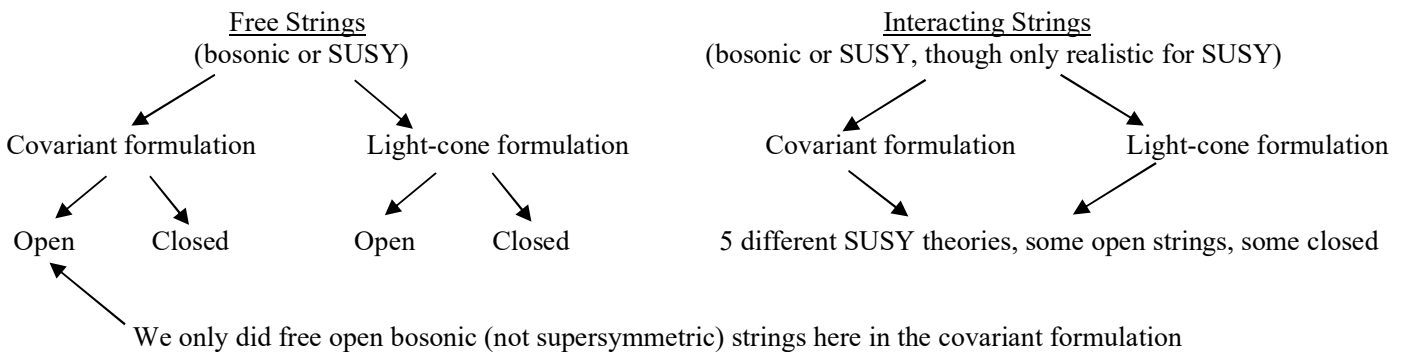 Free Strings
(bosonic or SUSY)
Interacting Strings
(bosonic or SUSY, though only realistic for SUSY)
Covariant formulation
Light-cone formulation
Covariant formulation
Light-cone formulation
Open
Closed
Open
Closed
5 different SUSY theories, some open strings, some closed
We only did free open bosonic (not supersymmetric) strings here in the covariant formulation